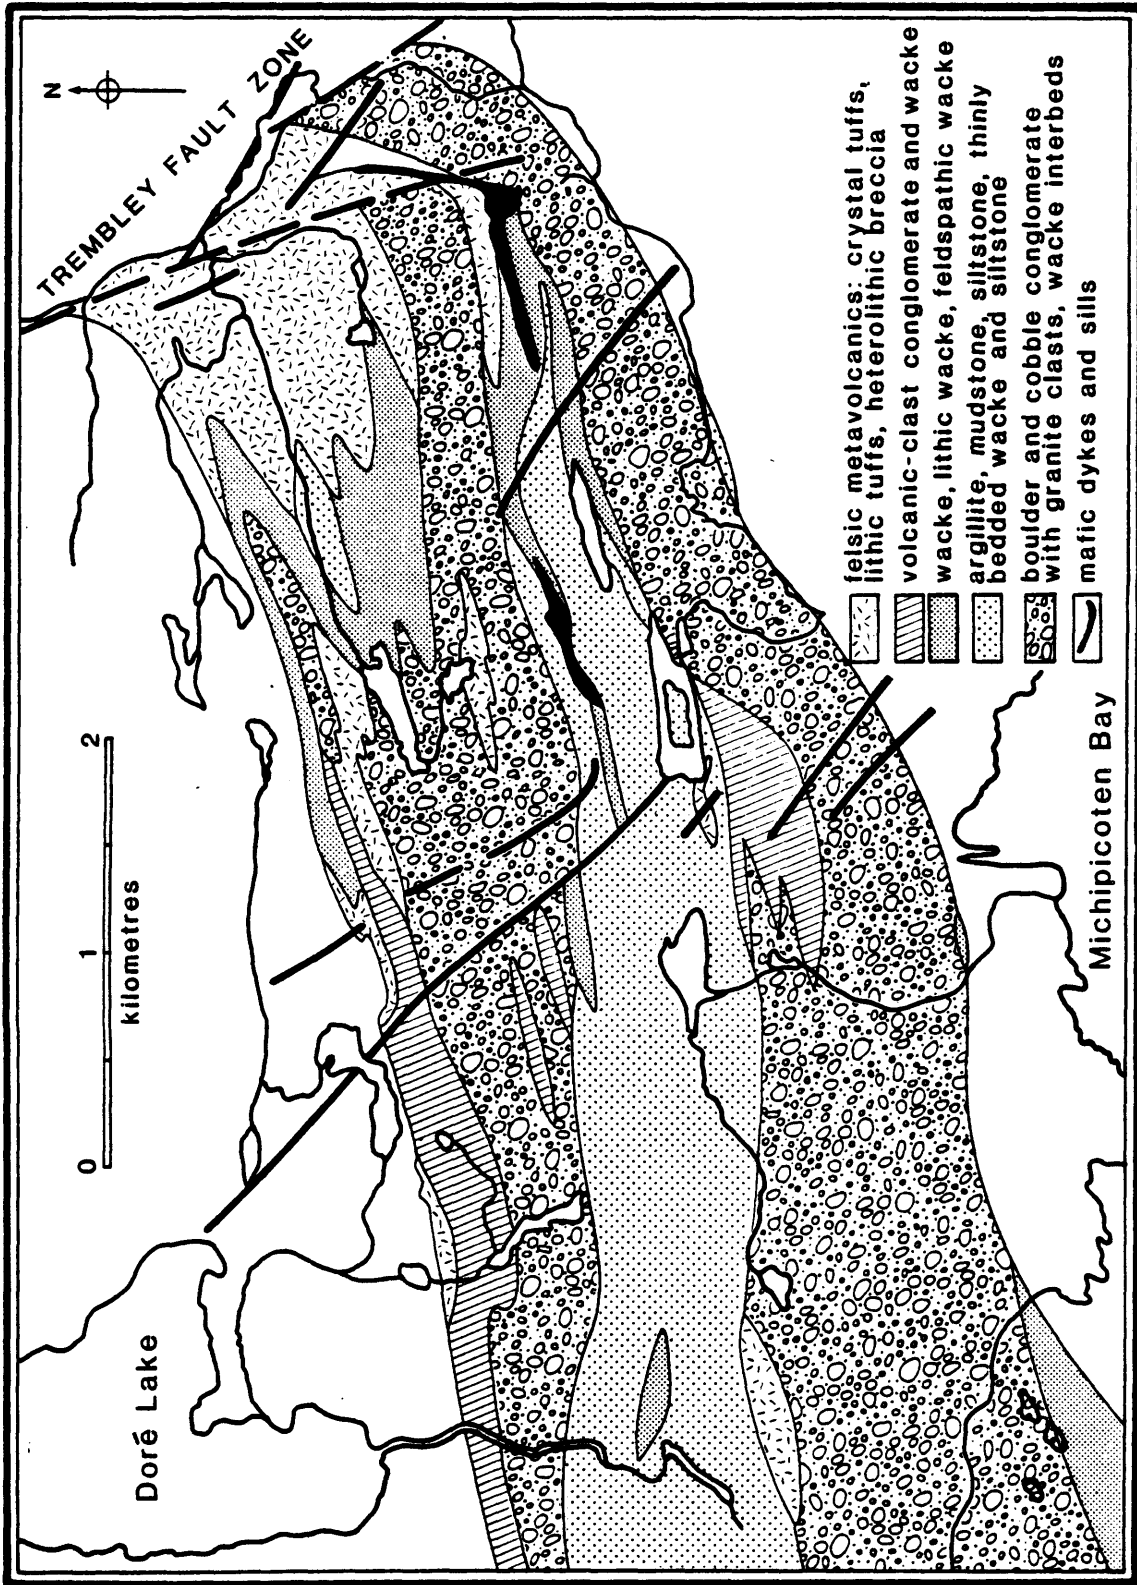 TREMBLEY FAULT ZONE
N
2
1
0
kilometres
Doré Lake
felsic metavolcanics: crystal tuffs,
lithic tuffs, heterolithic breccia
volcanic-clast conglomerate and wacke
wacke, lithic wacke, feldspathic wacke
argillite, mudstone, siltstone, thinly
bedded wacke and siltstone
boulder and cobble conglomerate
with granite clasts, wacke interbeds
mafic dykes and sills
Michipicoten Bay